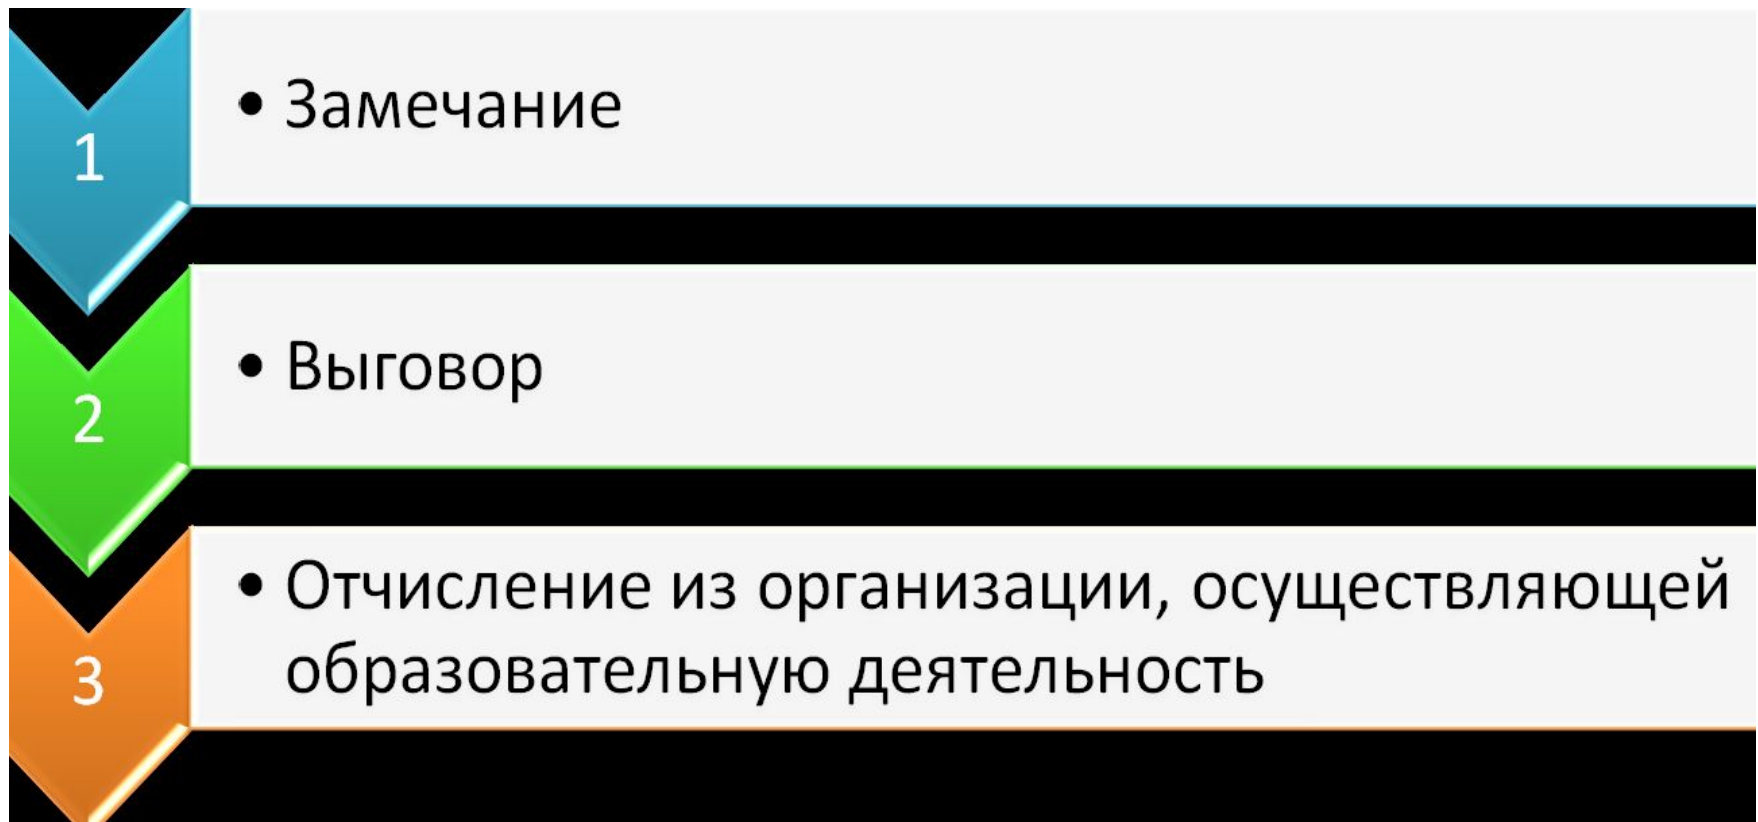 1
• Замечание
2
• Выговор
3
• Отчисление из организации, осуществляющей
образовательную деятельность